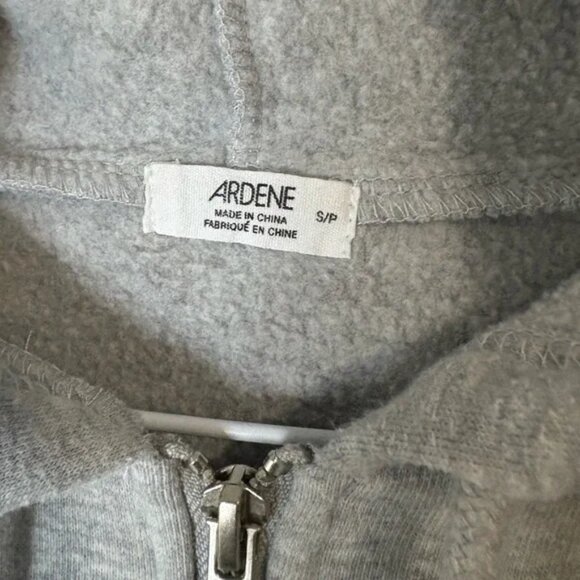 ARDENE
MADE IN CHINA
FABRIQUÉ EN CHINE
S/P